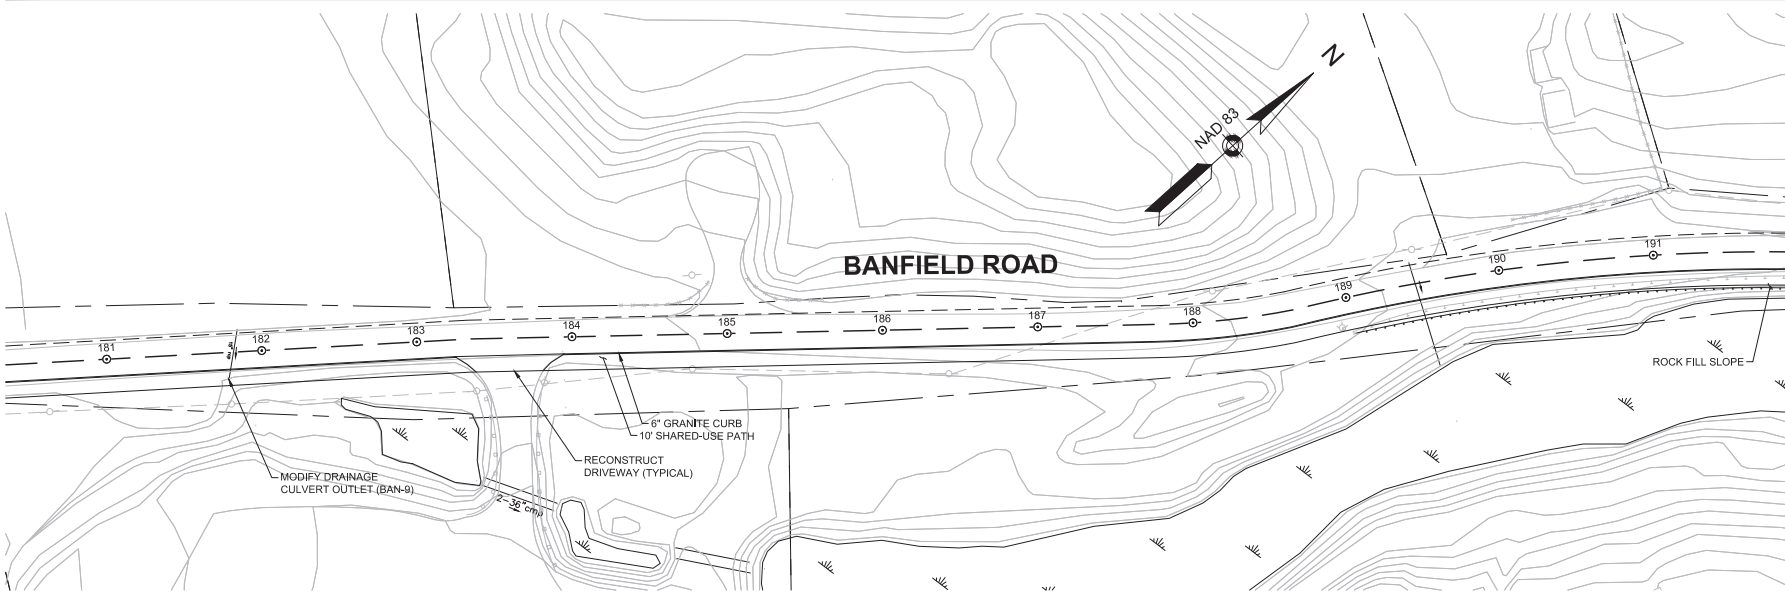 N
NAD 83
BANFIELD ROAD
181
182
183
184
185
186
187
188
189
190
191
ROCK FILL SLOPE
6" GRANITE CURB
10' SHARED-USE PATH
RECONSTRUCT
DRIVEWAY (TYPICAL)
MODIFY DRAINAGE
CULVERT OUTLET (BAN-9)
2-36" cmp